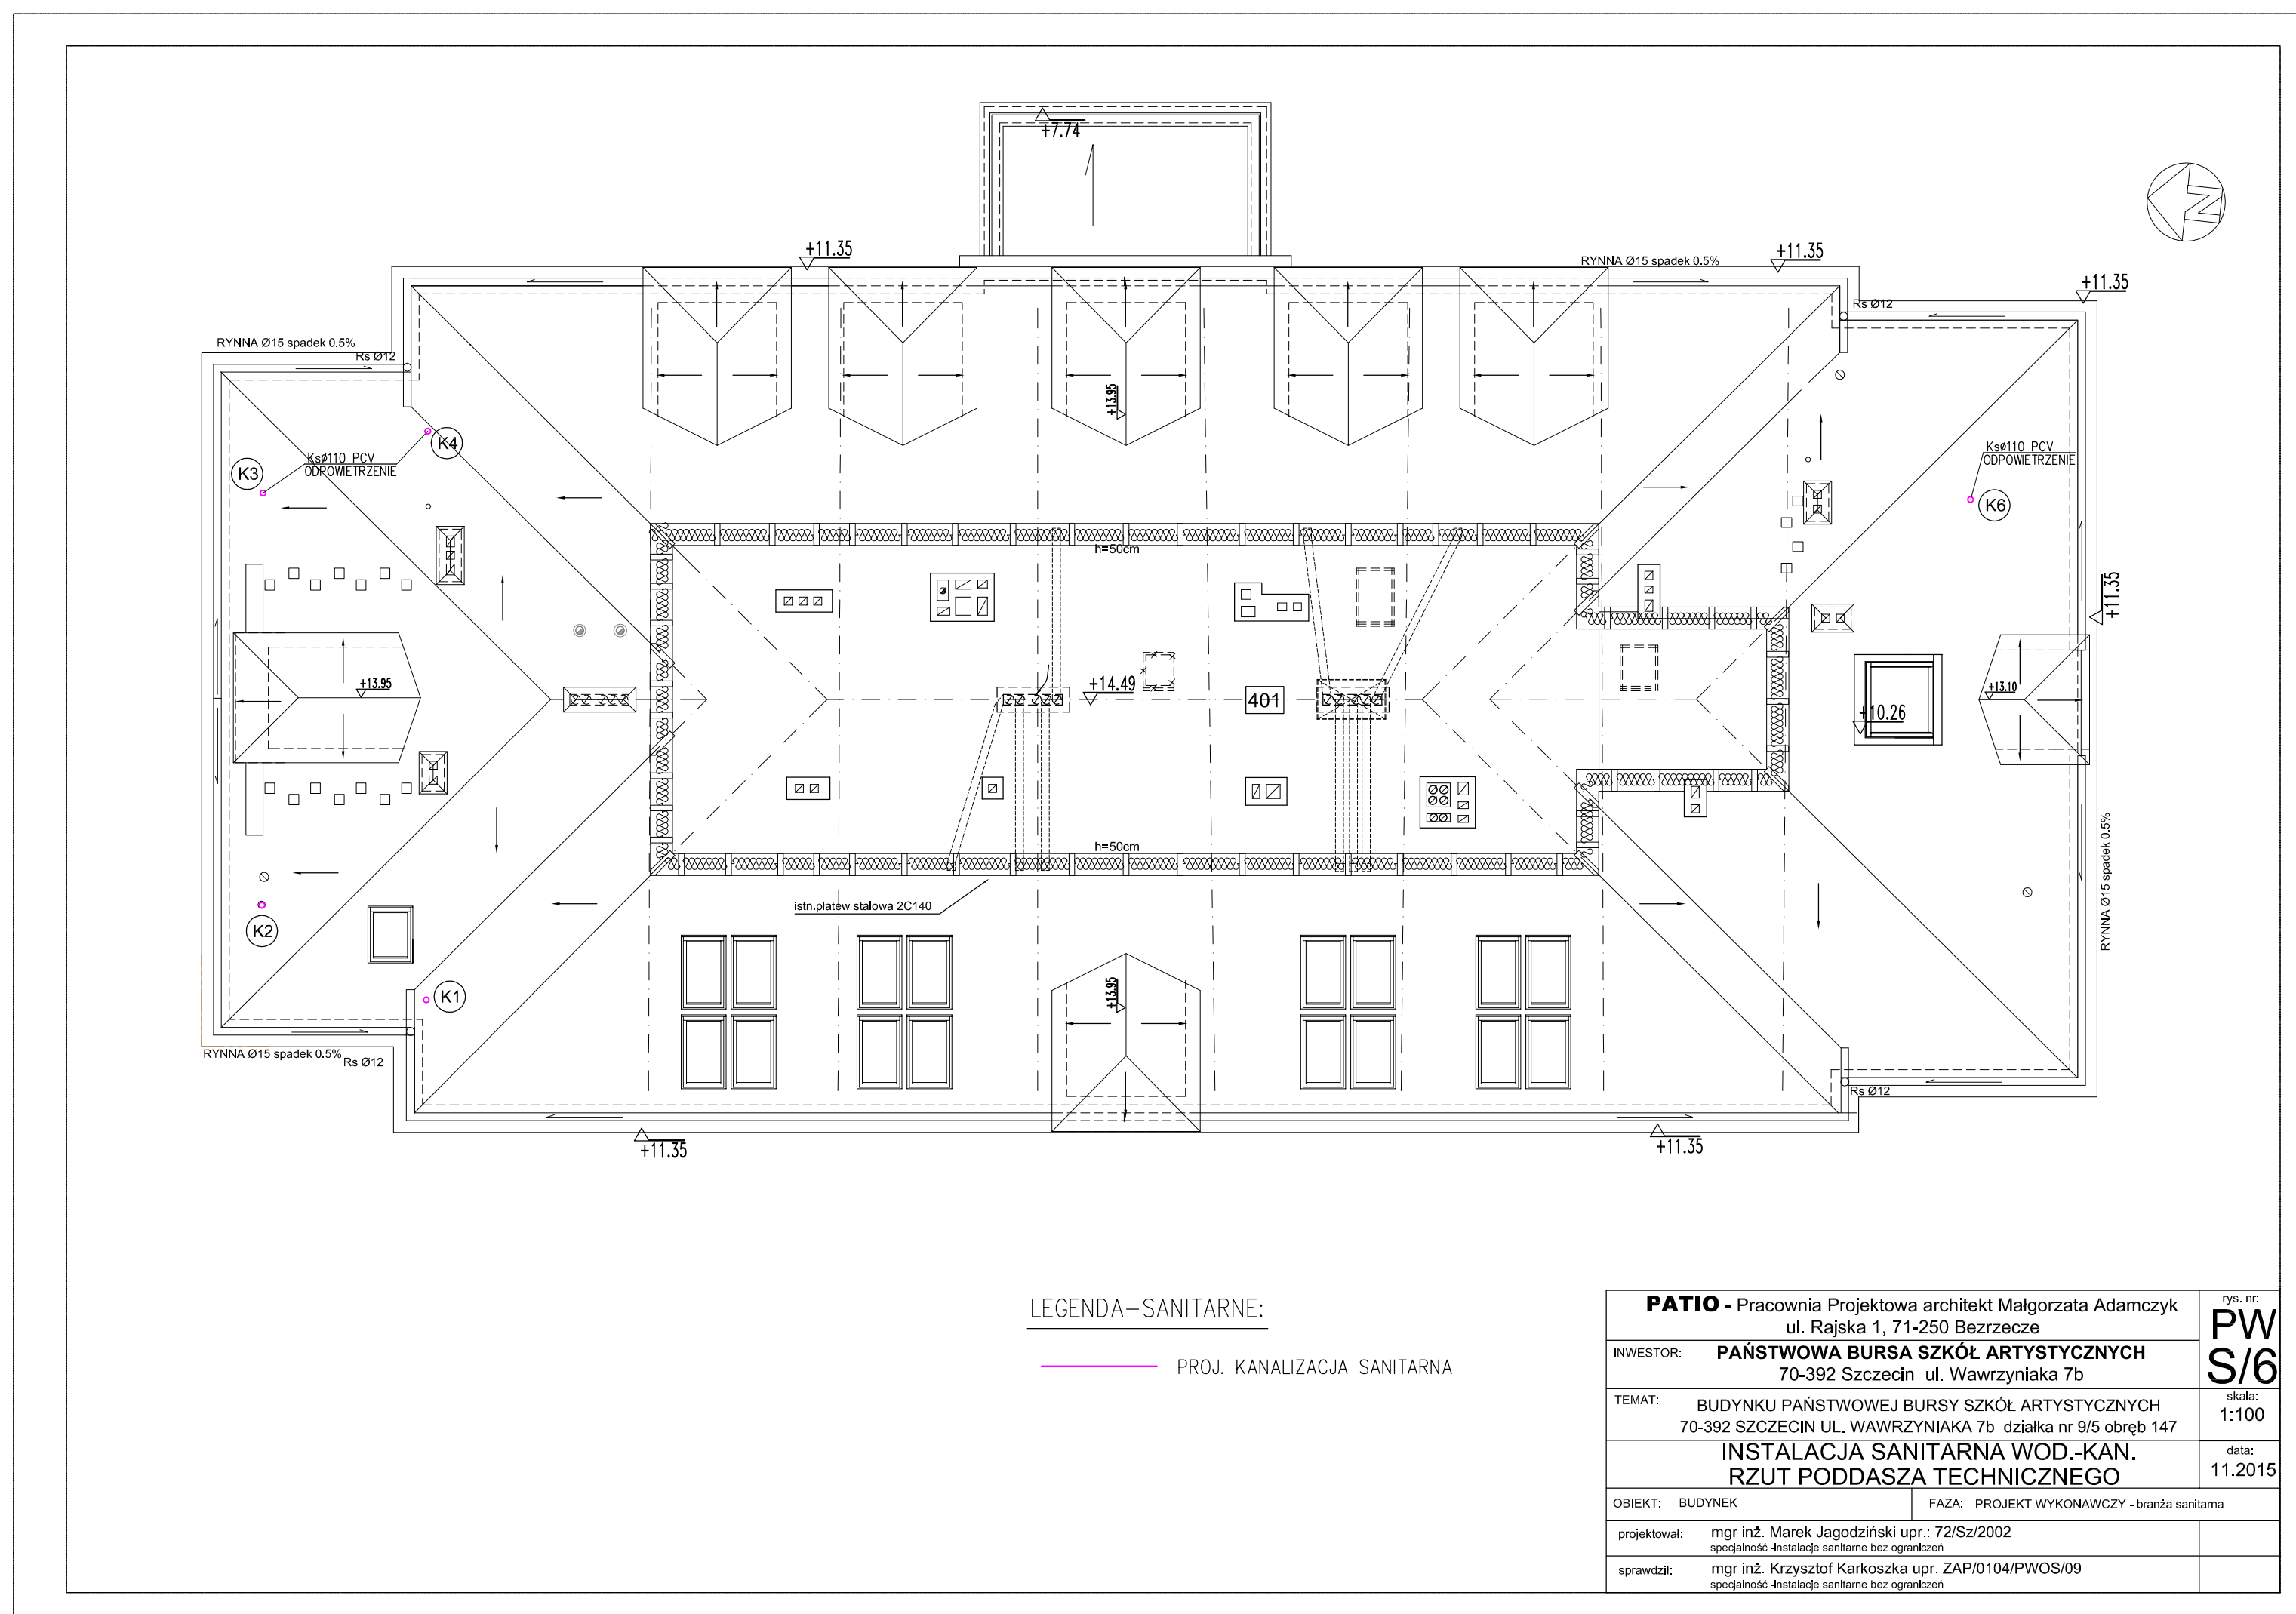 +7.74
N
+11.35
RYNNA Ø15 spadek 0.5%
+11.35
+11.35
Rs Ø12
RYNNA Ø15 spadek 0.5%
Rs Ø12
+13.95
K4
K3
Ksø110 PCV
ODPOWIETRZENIE
Ksø110 PCV
ODPOWIETRZENIE
K6
h=50cm
+11.35
+13.95
+14.49
401
+13.10
+10.26
h=50cm
RYNNA Ø15 spadek 0.5%
istn.płatew stalowa 2C140
K2
K1
+13.95
RYNNA Ø15 spadek 0.5%
Rs Ø12
Rs Ø12
+11.35
+11.35
LEGENDA-SANITARNE:
PROJ. KANALIZACJA SANITARNA
PATIO - Pracownia Projektowa architekt Małgorzata Adamczyk
ul. Rajska 1, 71-250 Bezrzecze
rys. nr:
PW
S/6
INWESTOR: PAŃSTWOWA BURSA SZKÓŁ ARTYSTYCZNYCH
70-392 Szczecin ul. Wawrzyniaka 7b
TEMAT: BUDYNKU PAŃSTWOWEJ BURSY SZKÓŁ ARTYSTYCZNYCH
70-392 SZCZECIN UL. WAWRZYNIAKA 7b działka nr 9/5 obręb 147
skala:
1:100
INSTALACJA SANITARNA WOD.-KAN.
RZUT PODDASZA TECHNICZNEGO
data:
11.2015
OBIEKT: BUDYNEK
FAZA: PROJEKT WYKONAWCZY - branża sanitarna
projektował: mgr inż. Marek Jagodziński upr.: 72/Sz/2002
specjalność -instalacje sanitarne bez ograniczeń
sprawdził: mgr inż. Krzysztof Karkoszka upr. ZAP/0104/PWOS/09
specjalność -instalacje sanitarne bez ograniczeń